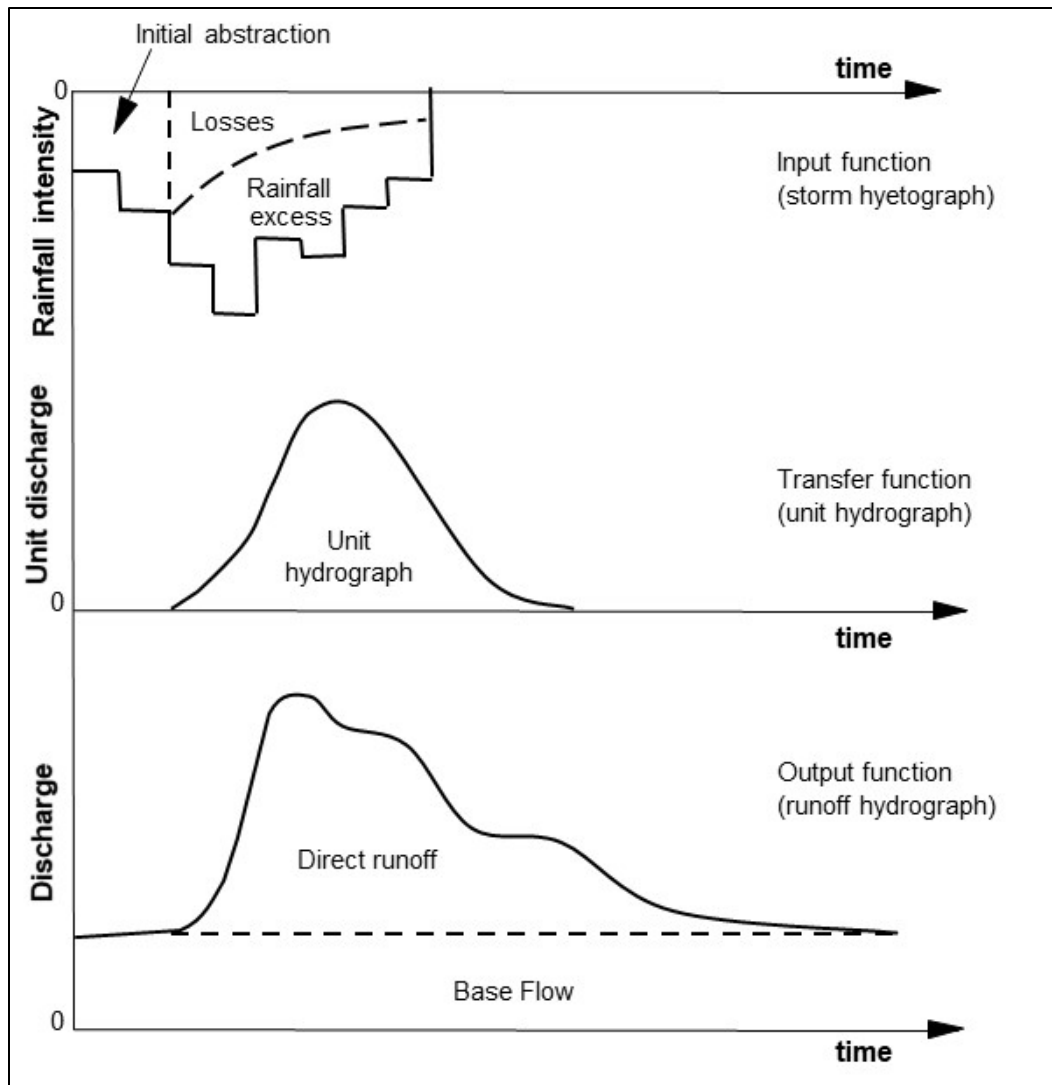 Initial abstraction
0
time
Rainfall intensity
Losses
Rainfall
excess
Input function
(storm hyetograph)
Unit discharge
Unit
hydrograph
Transfer function
(unit hydrograph)
0
time
Discharge
Direct runoff
Output function
(runoff hydrograph)
Base Flow
0
time